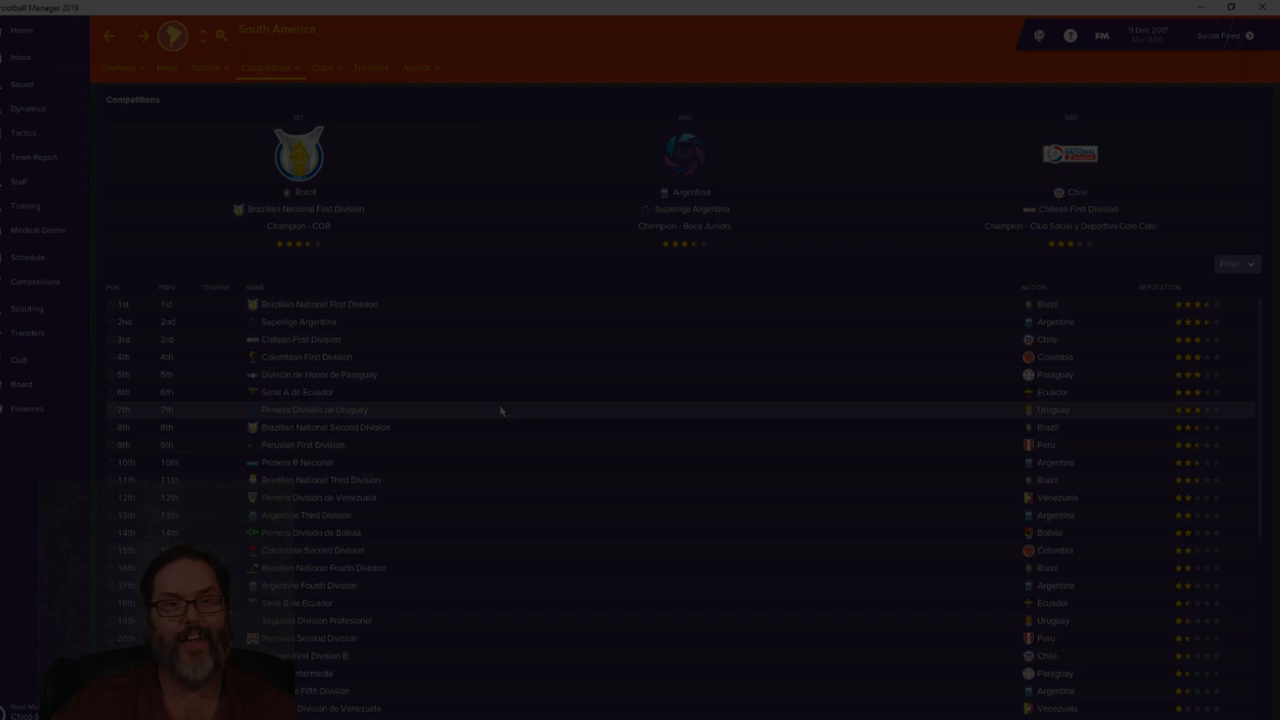 Football Manager 2019
Home
South America
11 Dec 2017
Mon 8:00
FM
Social Feed
Inbox
Overview News Nations Competitions Clubs Transfers Awards
Squad
Dynamics
Tactics
Team Report
Staff
Training
Medical Centre
Schedule
Competitions
Scouting
Transfers
Club
Board
Finances
Competitions
1ST 2ND 3RD
Brazil Argentina Chile
Brazilian National First Division Superliga Argentina Chilean First Division
Champion - COR Champion - Boca Juniors Champion - Club Social y Deportivo Colo Colo
Filter
POS PREV CHANGE NAME NATION REPUTATION
1st 1st Brazilian National First Division Brazil
2nd 2nd Superliga Argentina Argentina
3rd 3rd Chilean First Division Chile
4th 4th Colombian First Division Colombia
5th 5th División de Honor de Paraguay Paraguay
6th 6th Serie A de Ecuador Ecuador
7th 7th Primera División de Uruguay Uruguay
8th 8th Brazilian National Second Division Brazil
9th 9th Peruvian First Division Peru
10th 10th Primera B Nacional Argentina
11th 11th Brazilian National Third Division Brazil
12th 12th Primera División de Venezuela Venezuela
13th 13th Argentine Third Division Argentina
14th 14th Primera División de Bolivia Bolivia
15th Colombian Second Division Colombia
16th Brazilian National Fourth Division Brazil
17th Argentine Fourth Division Argentina
18th Serie B de Ecuador Ecuador
19th Segunda División Profesional Uruguay
20th Peruvian Second Division Peru
First Division B Chile
Intermedia Paraguay
Fifth Division Argentina
División de Venezuela Venezuela